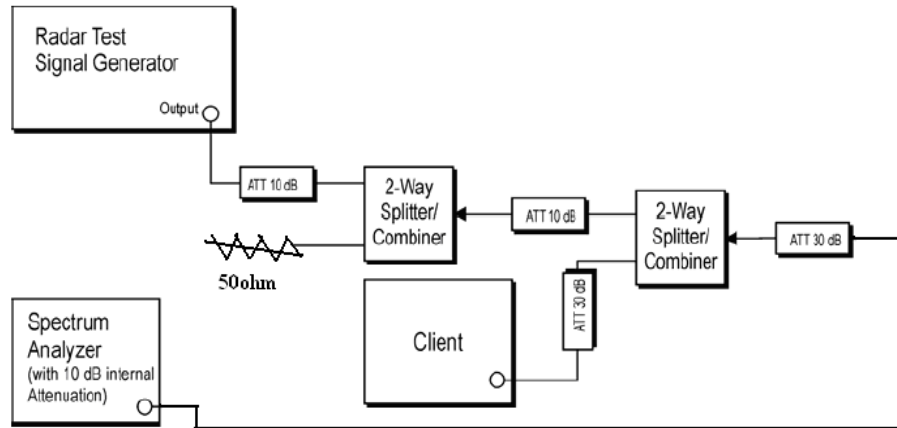 Radar Test
Signal Generator
Output
ATT 10 dB
2-Way
Splitter/
Combiner
ATT 10 dB
2-Way
Splitter/
Combiner
ATT 30 dB
50ohm
ATT 30 dB
Client
Spectrum
Analyzer
(with 10 dB internal
Attenuation)